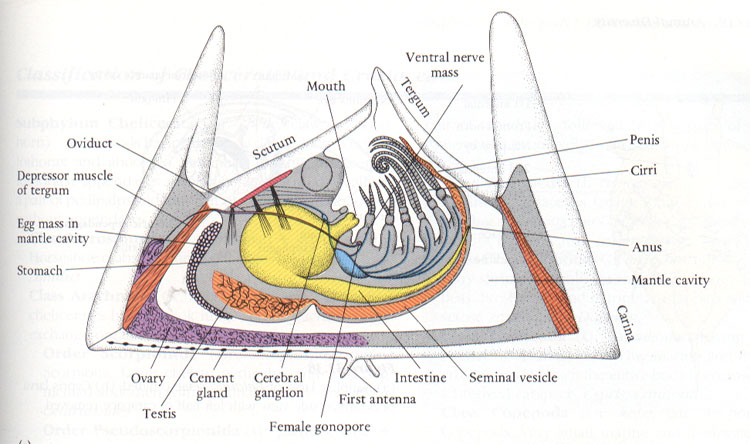 Ventral nerve
mass
Mouth
Tergum
Scutum
Oviduct
Penis
Cirri
Depressor muscle
of tergum
Egg mass in
mantle cavity
Anus
Stomach
Mantle cavity
Carina
Ovary
Cement
gland
Cerebral
ganglion
Intestine
Seminal vesicle
Testis
First antenna
Female gonopore